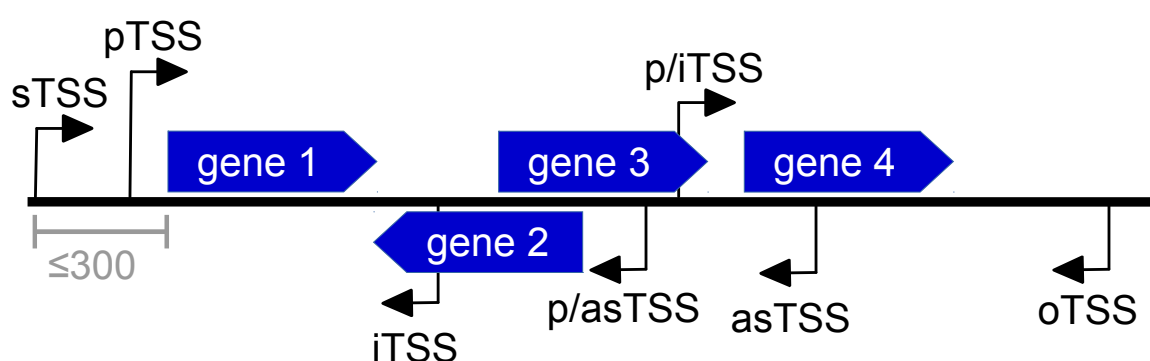 pTSS
p/iTSS
sTSS
gene 1
gene 3
gene 4
gene 2
≤300
p/asTSS
asTSS
oTSS
iTSS